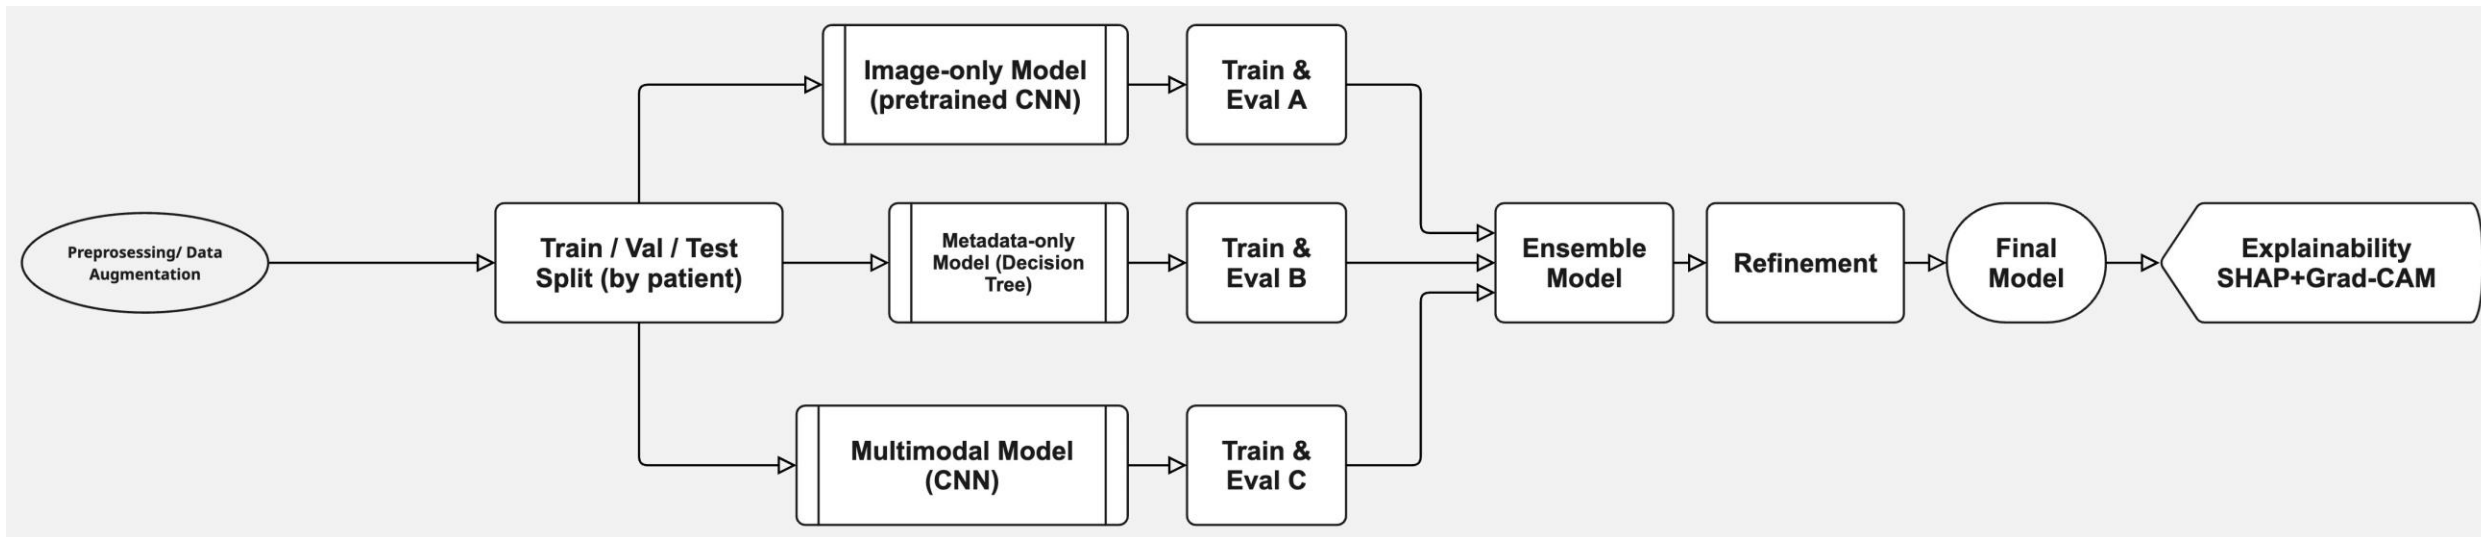 Preprosessing/ Data
Augmentation
Train / Val / Test
Split (by patient)
Image-only Model
(pretrained CNN)
Train &
Eval A
Metadata-only
Model (Decision
Tree)
Train &
Eval B
Multimodal Model
(CNN)
Train &
Eval C
Ensemble
Model
Refinement
Final
Model
Explainability
SHAP+Grad-CAM